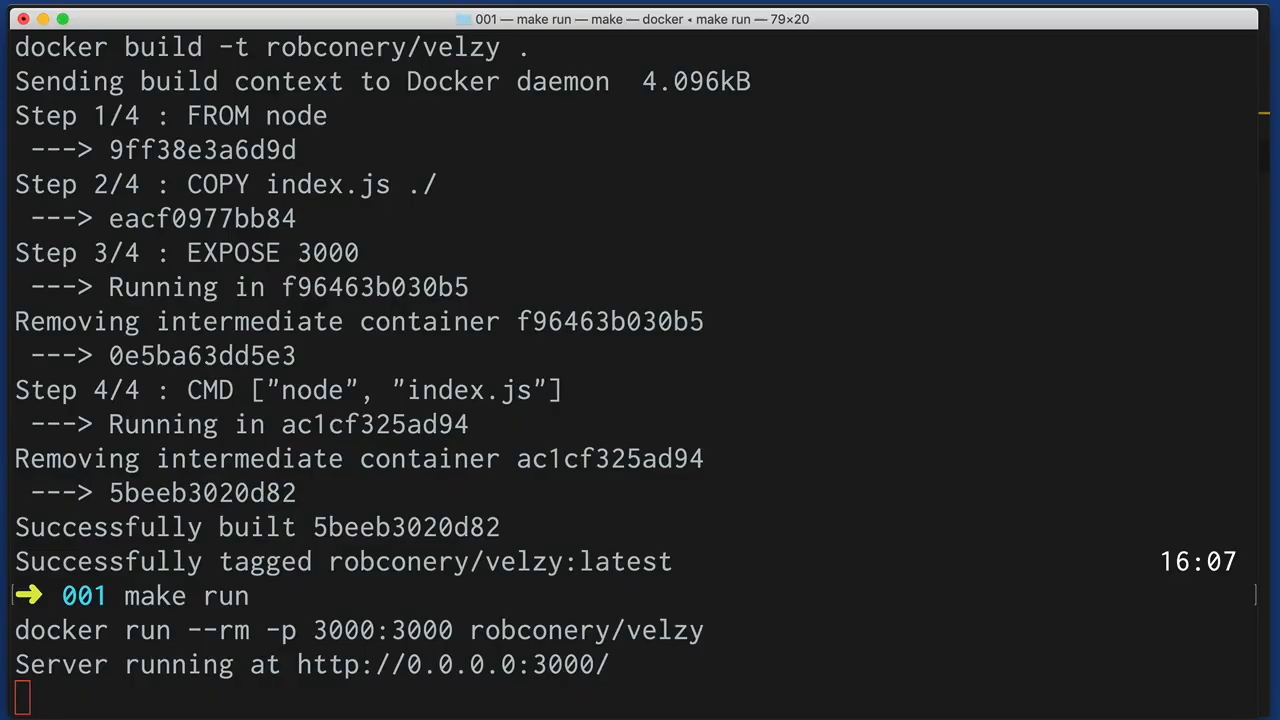 001 — make run — make — docker ◂ make run — 79×20
docker build -t robconery/velzy .
Sending build context to Docker daemon  4.096kB
Step 1/4 : FROM node
 ---> 9ff38e3a6d9d
Step 2/4 : COPY index.js ./
 ---> eacf0977bb84
Step 3/4 : EXPOSE 3000
 ---> Running in f96463b030b5
Removing intermediate container f96463b030b5
 ---> 0e5ba63dd5e3
Step 4/4 : CMD ["node", "index.js"]
 ---> Running in ac1cf325ad94
Removing intermediate container ac1cf325ad94
 ---> 5beeb3020d82
Successfully built 5beeb3020d82
Successfully tagged robconery/velzy:latest 16:07
➜ 001 make run
docker run --rm -p 3000:3000 robconery/velzy
Server running at http://0.0.0.0:3000/